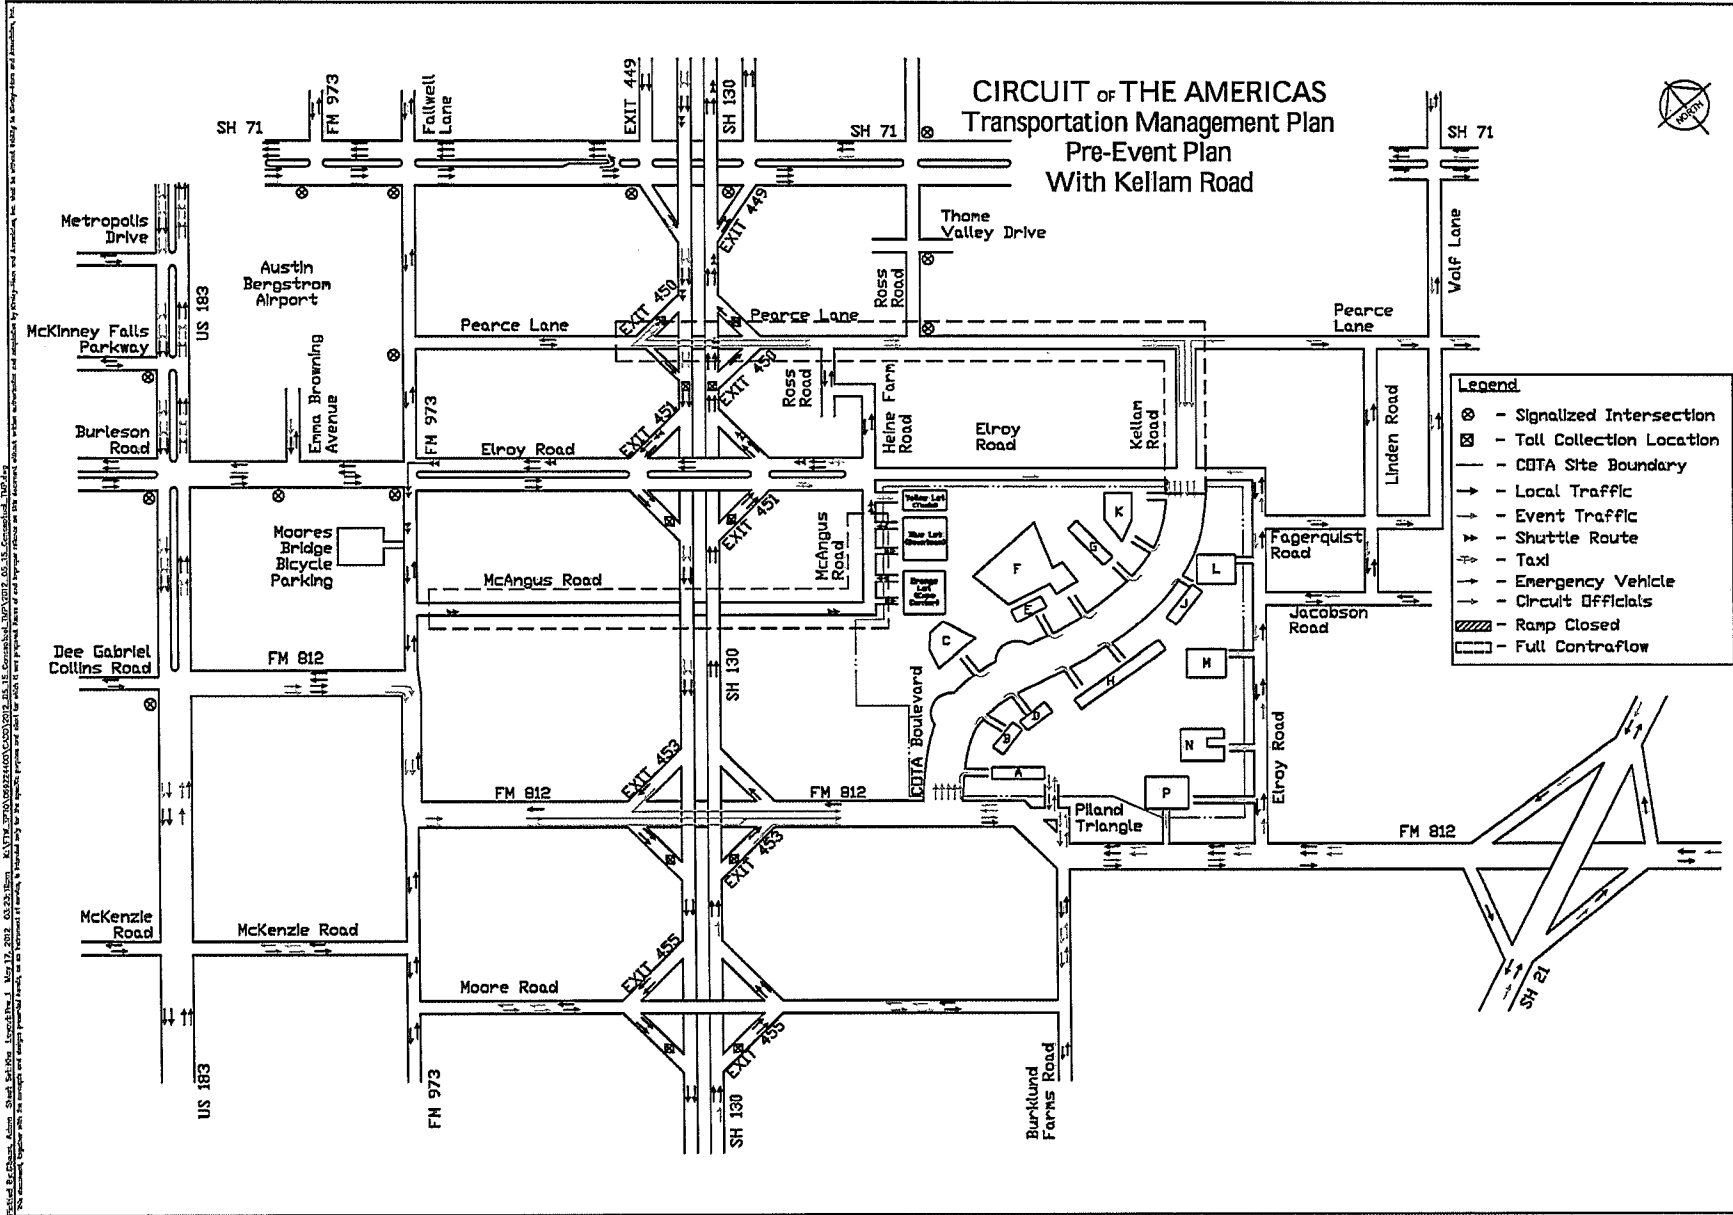 CIRCUIT OF THE AMERICAS
Transportation Management Plan
Pre-Event Plan
With Kellam Road
NORTH
SH 71
FM 973
Fallwell
Lane
EXIT 449
SH 130
SH 71
SH 71
Metropolis
Drive
US 183
Austin
Bergstrom
Airport
EXIT 449
Thome
Valley Drive
Wolf Lane
McKinney Falls
Parkway
Emma Browning
Avenue
Pearce Lane
EXIT 450
Pearce Lane
Ross
Road
Pearce
Lane
EXIT 450
Ross
Road
Heine Farm
Road
Kellam
Road
Linden Road
Burleson
Road
FM 973
Elroy Road
EXIT 451
Elroy
Road
EXIT 451
Legend
- Signalized Intersection
- Toll Collection Location
- COTA Site Boundary
- Local Traffic
- Event Traffic
- Shuttle Route
- Taxi
- Emergency Vehicle
- Circuit Officials
- Ramp Closed
- Full Contraflow
Moores
Bridge
Bicycle
Parking
McAngus Road
McAngus
Road
K
G
F
E
C
L
J
M
H
D
B
N
A
P
Fagerquist
Road
Jacobson
Road
Dee Gabriel
Collins Road
FM 812
SH 130
COTA Boulevard
Elroy Road
EXIT 453
FM 812
FM 812
Piland
Triangle
FM 812
EXIT 453
McKenzie
Road
McKenzie Road
EXIT 455
Moore Road
EXIT 455
SH 21
US 183
FM 973
SH 130
Burklund
Farms Road